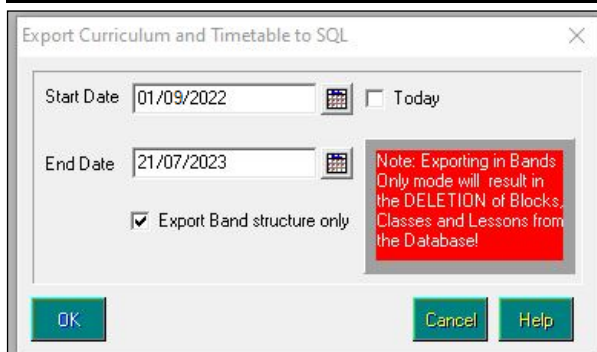 Export Curriculum and Timetable to SQL
Start Date 01/09/2022 Today
End Date 21/07/2023
Note: Exporting in Bands
Only mode will result in
the DELETION of Blocks,
Classes and Lessons from
the Database!
Export Band structure only
OK Cancel Help